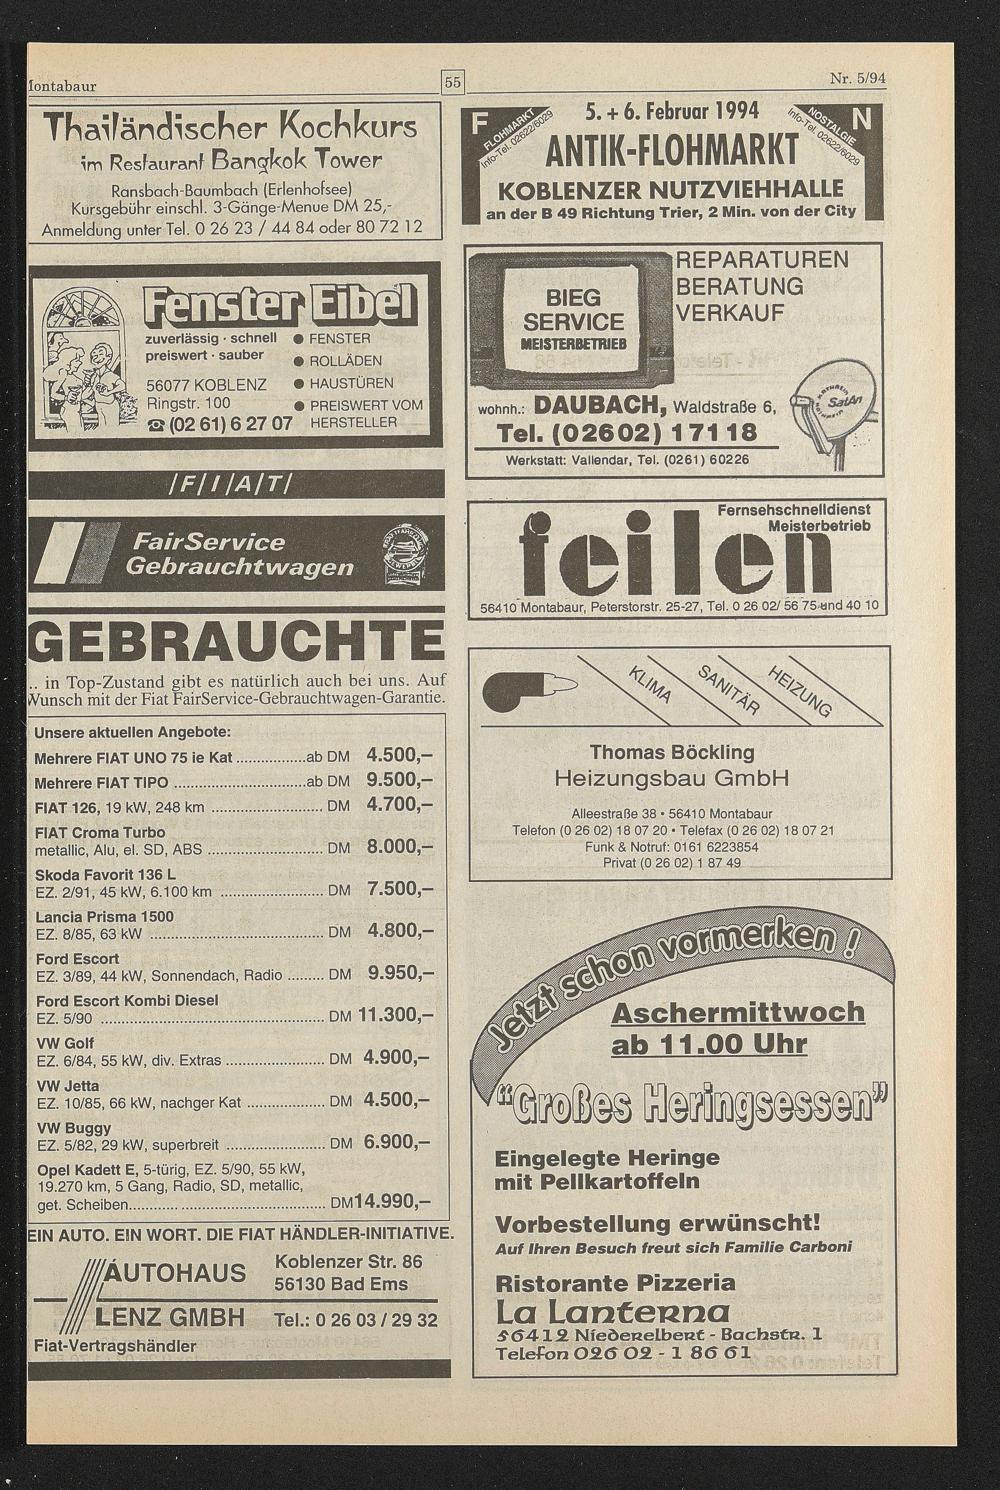 55
Nr. 5/94
Thailändischer Kochkurs
im Restaurant Bangkok Tower
Ransbach-Baumbach (Erlenhofsee)
Kursgebühr einschl. 3-Gänge-Menue DM 25,-
Anmeldung unter Tel. 0 26 23 / 44 84 oder 80 72 12
Fenster Eibel
zuverlässig · schnell
preiswert · sauber
56077 KOBLENZ
Ringstr. 100
☎ (02 61) 6 27 07
● FENSTER
● ROLLÄDEN
● HAUSTÜREN
● PREISWERT VOM
HERSTELLER
/F/I/A/T/
FairService
Gebrauchtwagen
GEBRAUCHTE
.. in Top-Zustand gibt es natürlich auch bei uns. Auf
Wunsch mit der Fiat FairService-Gebrauchtwagen-Garantie.
Unsere aktuellen Angebote:
Mehrere FIAT UNO 75 ie Kat .................ab DM 4.500,–
Mehrere FIAT TIPO ................................ab DM 9.500,–
FIAT 126, 19 kW, 248 km ........................... DM 4.700,–
FIAT Croma Turbo
metallic, Alu, el. SD, ABS ............................ DM 8.000,–
Skoda Favorit 136 L
EZ. 2/91, 45 kW, 6.100 km ......................... DM 7.500,–
Lancia Prisma 1500
EZ. 8/85, 63 kW .......................................... DM 4.800,–
Ford Escort
EZ. 3/89, 44 kW, Sonnendach, Radio ......... DM 9.950,–
Ford Escort Kombi Diesel
EZ. 5/90 ...................................................... DM 11.300,–
VW Golf
EZ. 6/84, 55 kW, div. Extras ........................ DM 4.900,–
VW Jetta
EZ. 10/85, 66 kW, nachger Kat ................... DM 4.500,–
VW Buggy
EZ. 5/82, 29 kW, superbreit ........................ DM 6.900,–
Opel Kadett E, 5-türig, EZ. 5/90, 55 kW,
19.270 km, 5 Gang, Radio, SD, metallic,
get. Scheiben............................................... DM14.990,–
EIN AUTO. EIN WORT. DIE FIAT HÄNDLER-INITIATIVE.
AUTOHAUS
LENZ GMBH
Koblenzer Str. 86
56130 Bad Ems
Tel.: 0 26 03 / 29 32
Fiat-Vertragshändler
F
FLOHMARKT
Info-Tel. 02622/6029
5. + 6. Februar 1994
NOSTALGIE
Info-Tel. 02622/6029
N
ANTIK-FLOHMARKT
KOBLENZER NUTZVIEHHALLE
an der B 49 Richtung Trier, 2 Min. von der City
BIEG
SERVICE
MEISTERBETRIEB
REPARATUREN
BERATUNG
VERKAUF
SatAn
wohnh.: DAUBACH, Waldstraße 6,
Tel. (02602) 17118
Werkstatt: Vallendar, Tel. (0261) 60226
Fernsehschnelldienst
Meisterbetrieb
feilen
56410 Montabaur, Peterstorstr. 25-27, Tel. 0 26 02/ 56 75 und 40 10
KLIMA
SANITÄR
HEIZUNG
Thomas Böckling
Heizungsbau GmbH
Alleestraße 38 • 56410 Montabaur
Telefon (0 26 02) 18 07 20 • Telefax (0 26 02) 18 07 21
Funk & Notruf: 0161 6223854
Privat (0 26 02) 1 87 49
Jetzt schon vormerken !
Aschermittwoch
ab 11.00 Uhr
“Großes Heringsessen”
Eingelegte Heringe
mit Pellkartoffeln
Vorbestellung erwünscht!
Auf Ihren Besuch freut sich Familie Carboni
Ristorante Pizzeria
La Lanterna
56412 Niederelbert - Bachstr. 1
Telefon 026 02 - 1 86 61